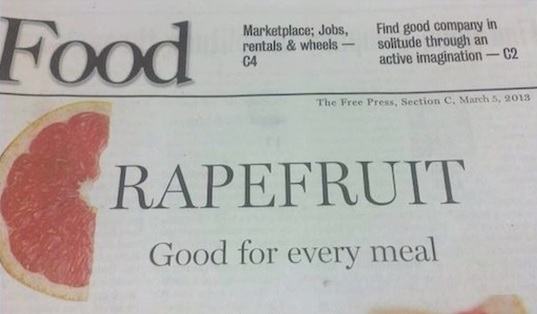 Food
Marketplace; Jobs,
rentals & wheels —
C4
Find good company in
solitude through an
active imagination — C2
The Free Press, Section C, March 5, 2013
RAPEFRUIT
Good for every meal